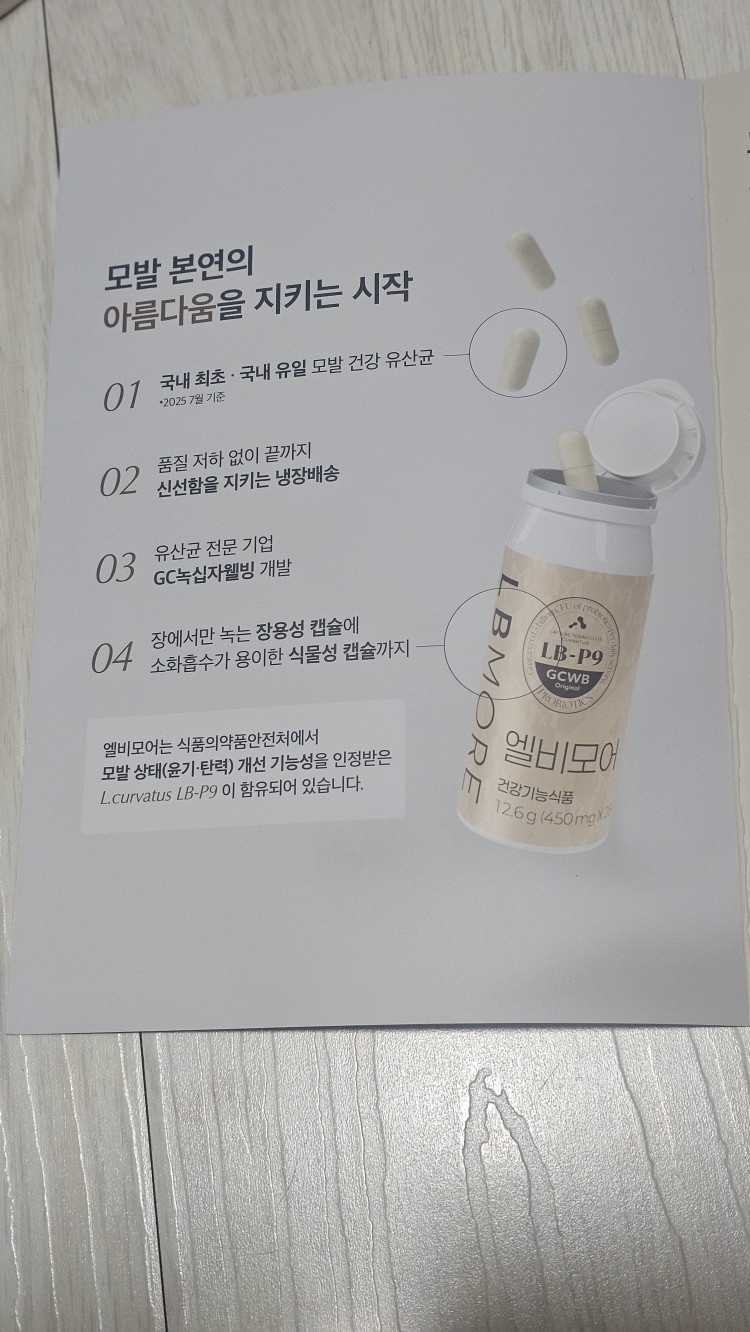 모발 본연의
아름다움을 지키는 시작
01
국내 최초 · 국내 유일 모발 건강 유산균
*2025 7월 기준
02
품질 저하 없이 끝까지
신선함을 지키는 냉장배송
03
유산균 전문 기업
GC녹십자웰빙 개발
04
장에서만 녹는 장용성 캡슐에
소화흡수가 용이한 식물성 캡슐까지
엘비모어는 식품의약품안전처에서
모발 상태(윤기·탄력) 개선 기능성을 인정받은
L.curvatus LB-P9 이 함유되어 있습니다.
LBMORE
LB-P9
GCWB
Original
PROBIOTICS
엘비모어
건강기능식품
12.6g (450mg X